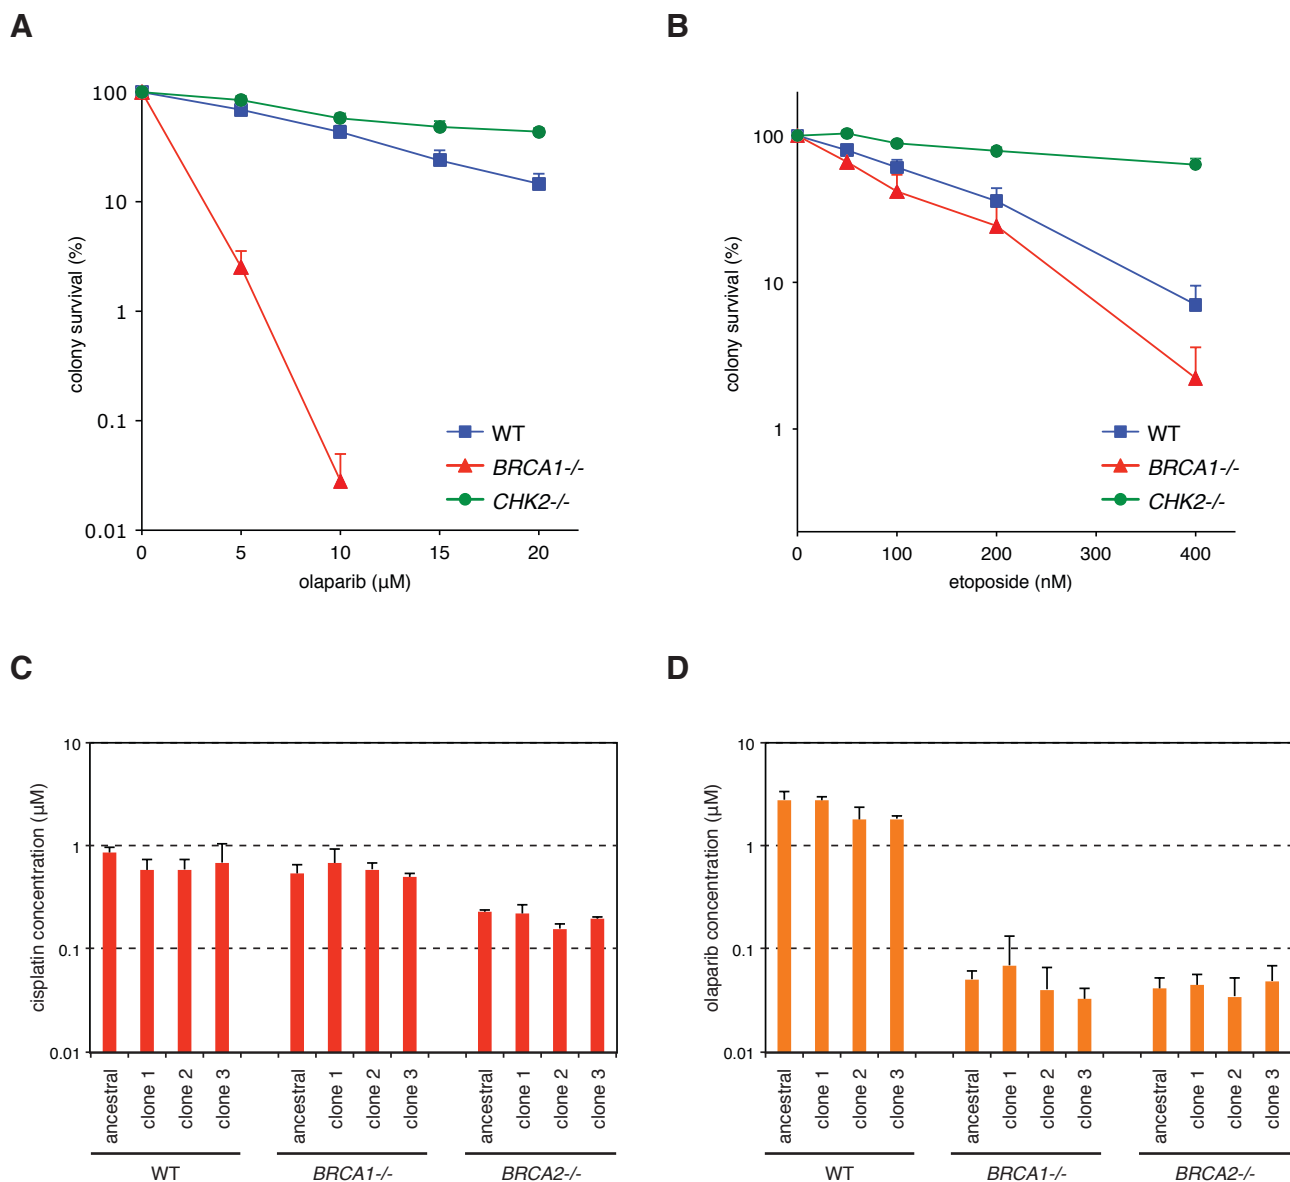 A
100
10
1
0.1
0.01
colony survival (%)
0
5
10
15
20
olaparib (µM)
WT
BRCA1-/-
CHK2-/-
B
100
10
1
colony survival (%)
0
100
200
300
400
etoposide (nM)
WT
BRCA1-/-
CHK2-/-
C
10
1
0.1
0.01
cisplatin concentration (µM)
ancestral
clone 1
clone 2
clone 3
ancestral
clone 1
clone 2
clone 3
ancestral
clone 1
clone 2
clone 3
WT
BRCA1-/-
BRCA2-/-
D
10
1
0.1
0.01
olaparib concentration (µM)
ancestral
clone 1
clone 2
clone 3
ancestral
clone 1
clone 2
clone 3
ancestral
clone 1
clone 2
clone 3
WT
BRCA1-/-
BRCA2-/-